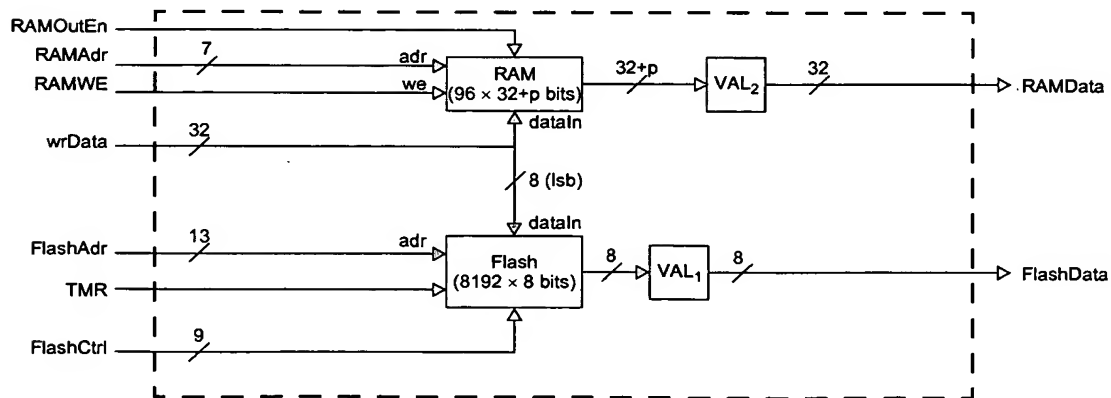 RAMOutEn
RAMAdr
7
adr
RAMWE
we
RAM
(96 × 32+p bits)
32+p
VAL2
32
RAMData
dataIn
wrData
32
8 (lsb)
dataIn
FlashAdr
13
adr
Flash
(8192 × 8 bits)
8
VAL1
8
FlashData
TMR
FlashCtrl
9